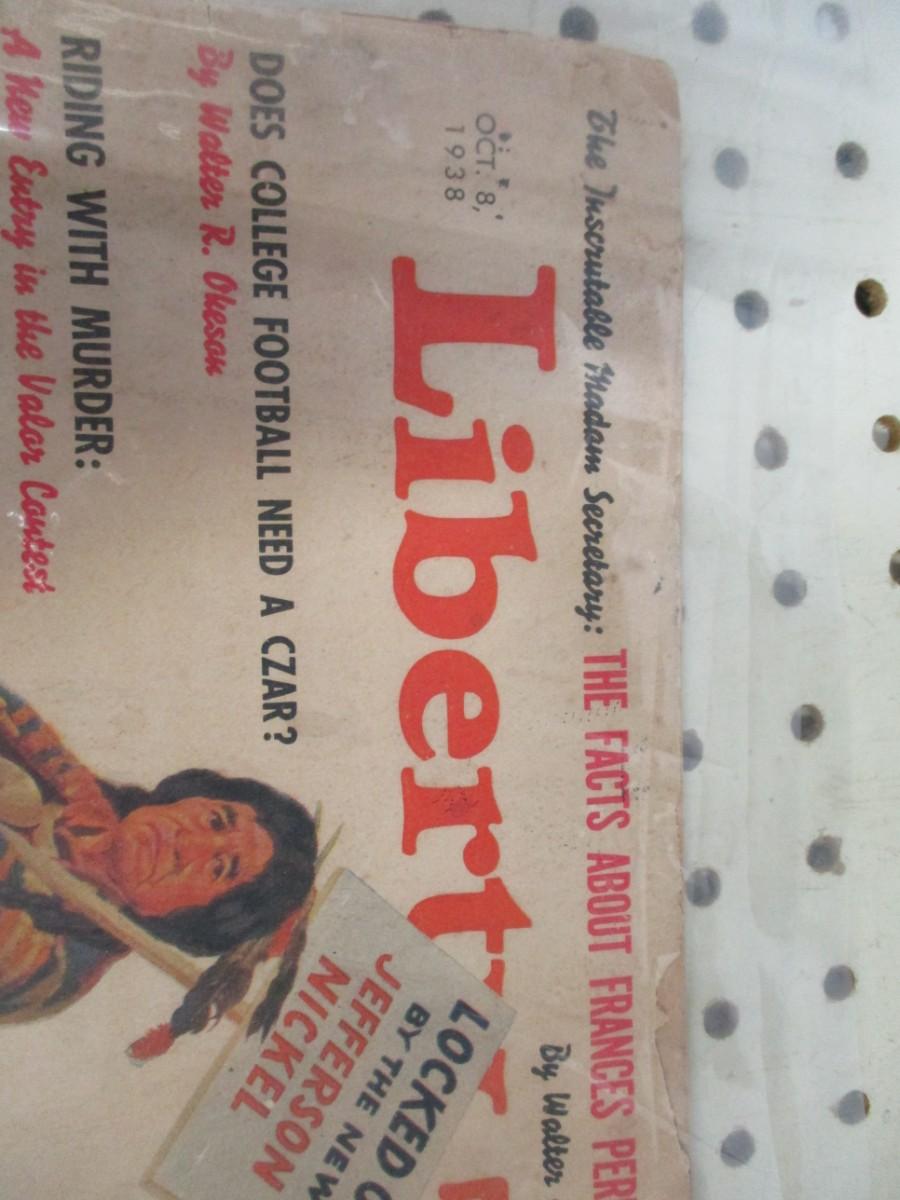 The Inscrutable Madam Secretary: THE FACTS ABOUT FRANCES PER
By Walter
OCT. 8,
1938
Liberty
DOES COLLEGE FOOTBALL NEED A CZAR?
By Walter R. Okeson
RIDING WITH MURDER:
A New Entry in the Valor Contest
LOCKED O
BY THE NEW
JEFFERSON
NICKEL